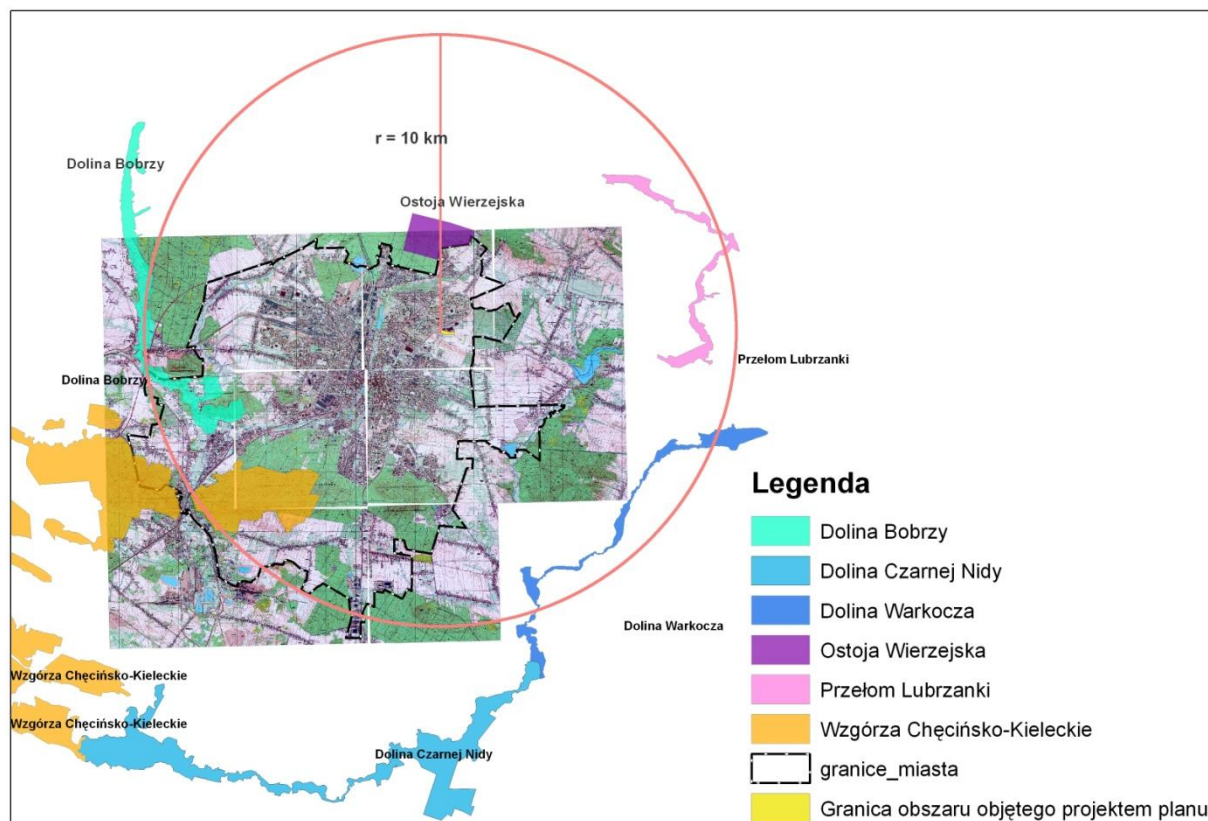 r = 10 km
Dolina Bobrzy
Ostoja Wierzejska
Przełom Lubrzanki
Dolina Bobrzy
Dolina Warkocza
Wzgórza Chęcińsko-Kieleckie
Wzgórza Chęcińsko-Kieleckie
Dolina Czarnej Nidy
Legenda
Dolina Bobrzy
Dolina Czarnej Nidy
Dolina Warkocza
Ostoja Wierzejska
Przełom Lubrzanki
Wzgórza Chęcińsko-Kieleckie
granice_miasta
Granica obszaru objętego projektem planu